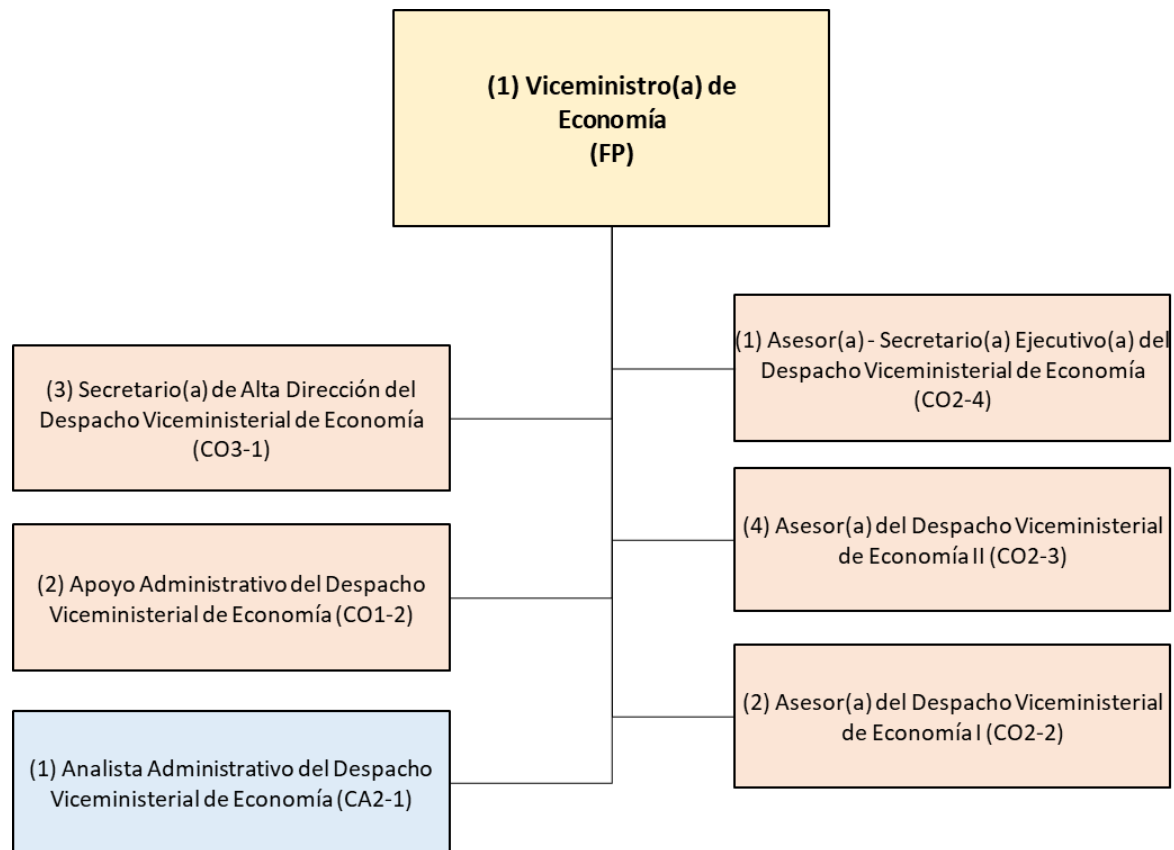 (1) Viceministro(a) de
Economía
(FP)
(1) Asesor(a) - Secretario(a) Ejecutivo(a) del
Despacho Viceministerial de Economía
(CO2-4)
(3) Secretario(a) de Alta Dirección del
Despacho Viceministerial de Economía
(CO3-1)
(4) Asesor(a) del Despacho Viceministerial
de Economía II (CO2-3)
(2) Apoyo Administrativo del Despacho
Viceministerial de Economía (CO1-2)
(2) Asesor(a) del Despacho Viceministerial
de Economía I (CO2-2)
(1) Analista Administrativo del Despacho
Viceministerial de Economía (CA2-1)